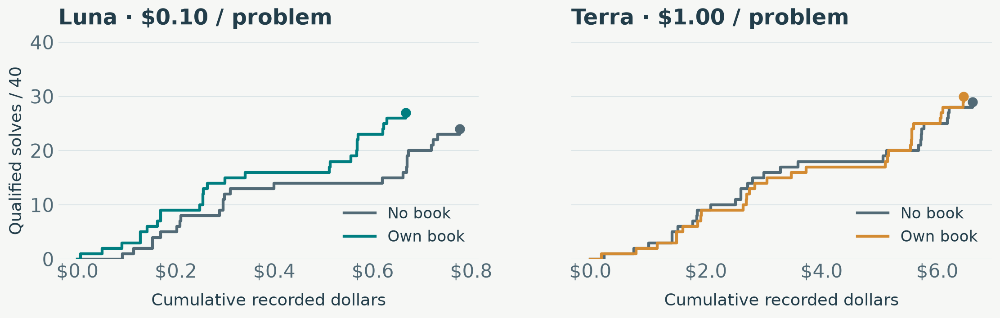 Luna · $0.10 / problem
Qualified solves / 40
40
30
20
10
0
$0.0 $0.2 $0.4 $0.6 $0.8
Cumulative recorded dollars
No book
Own book
Terra · $1.00 / problem
$0.0 $2.0 $4.0 $6.0
Cumulative recorded dollars
No book
Own book